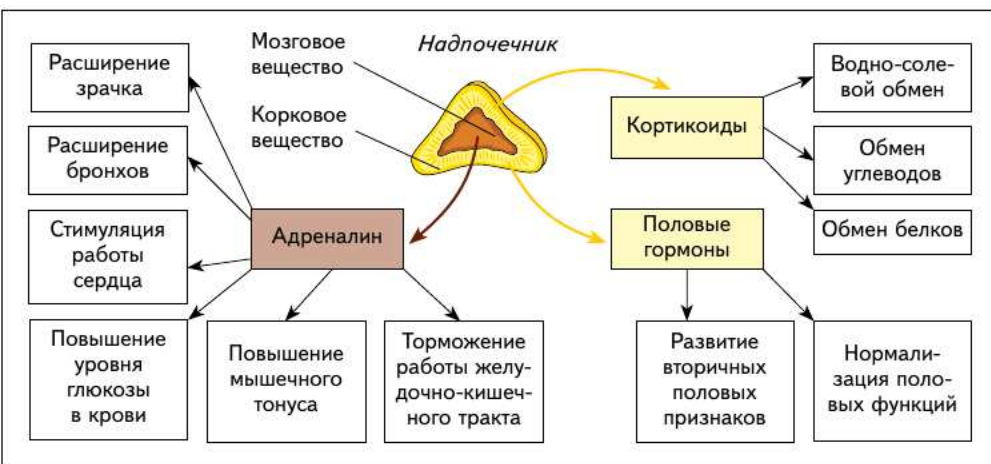 Надпочечник
Мозговое
вещество
Корковое
вещество
Расширение
зрачка
Расширение
бронхов
Стимуляция
работы
сердца
Повышение
уровня
глюкозы
в крови
Адреналин
Повышение
мышечного
тонуса
Торможение
работы желу-
дочно-кишеч-
ного тракта
Кортикоиды
Водно-соле-
вой обмен
Обмен
углеводов
Обмен белков
Половые
гормоны
Развитие
вторичных
половых
признаков
Нормали-
зация поло-
вых функций